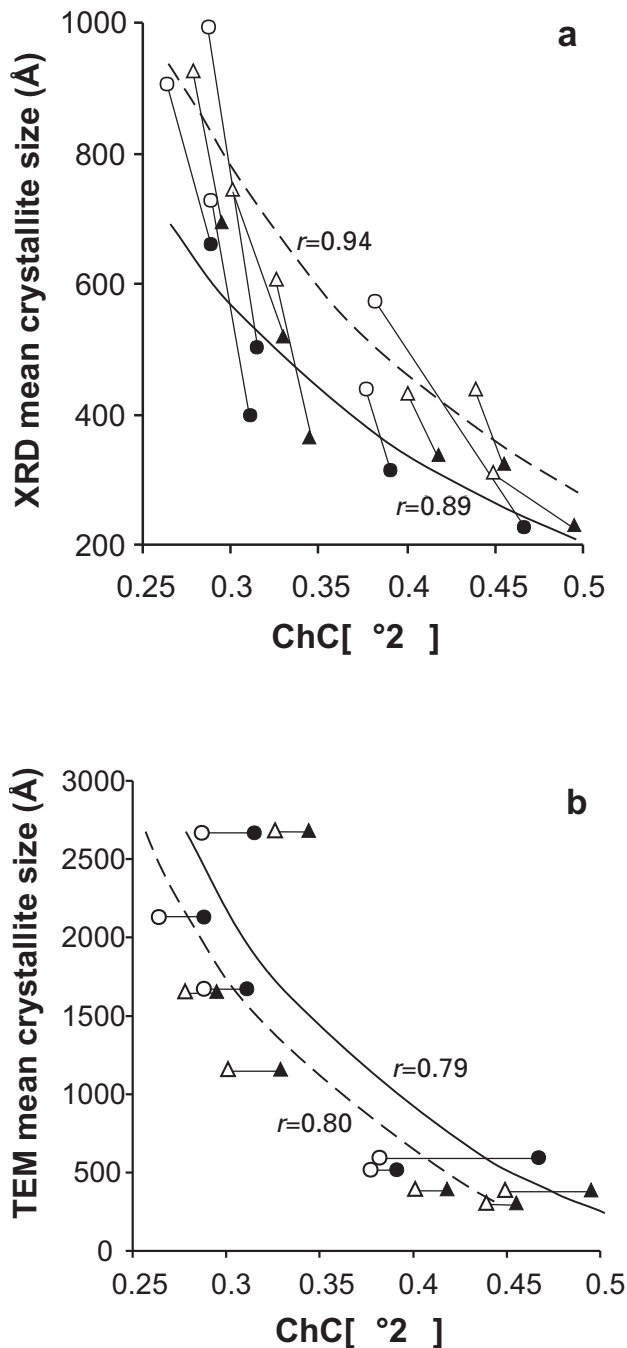 a
XRD mean crystallite size (Å)
1000
800
600
400
200
r=0.94
r=0.89
0.25 0.3 0.35 0.4 0.45 0.5
ChC[ °2 ]
b
TEM mean crystallite size (Å)
3000
2500
2000
1500
1000
500
0
r=0.79
r=0.80
0.25 0.3 0.35 0.4 0.45 0.5
ChC[ °2 ]